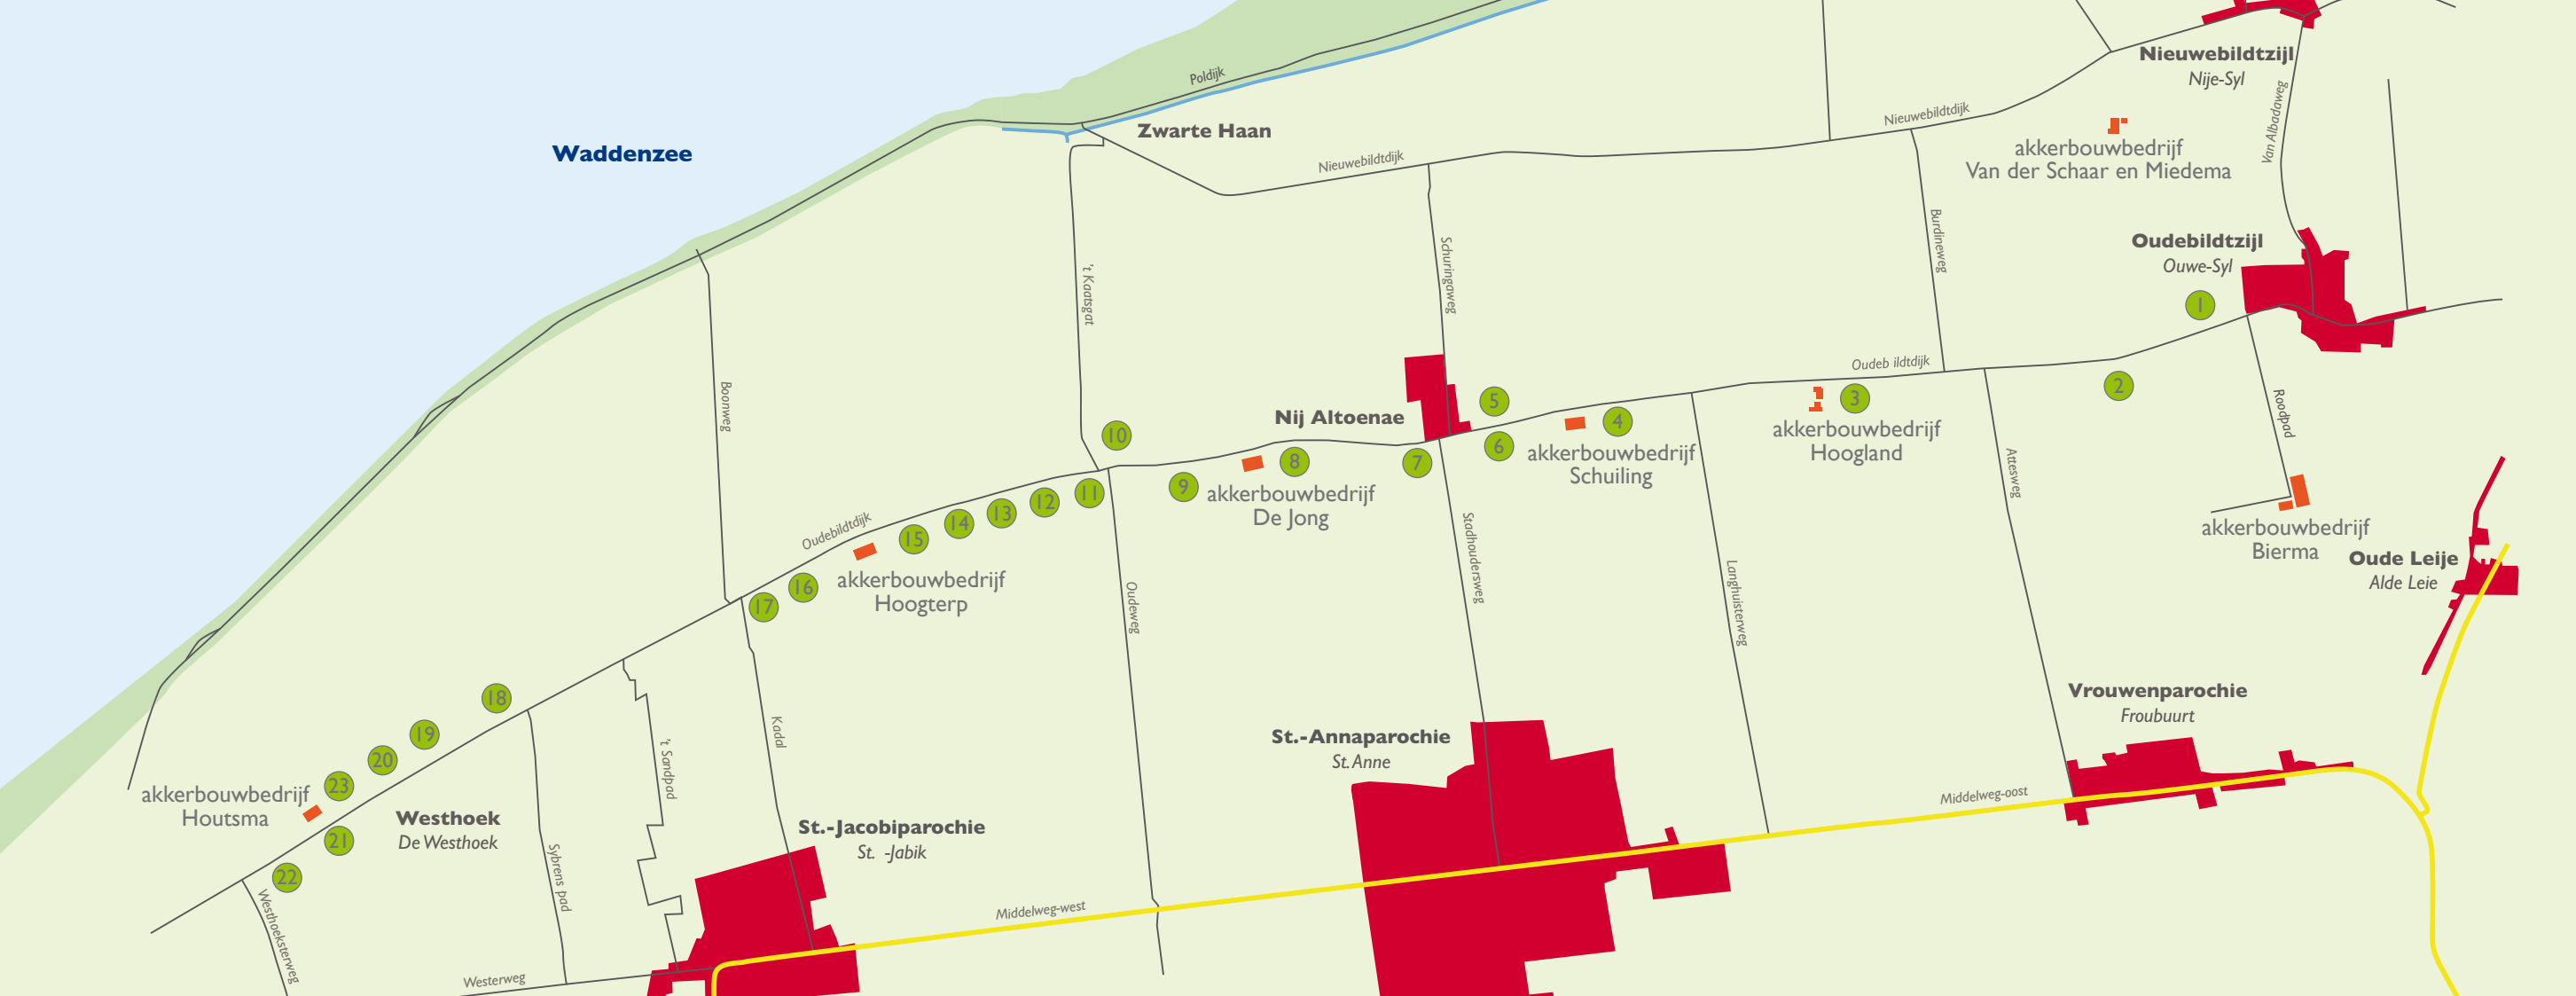 Nieuwebildtzijl
Nije-Syl
Poldijk
Zwarte Haan
Waddenzee
Nieuwebildtdijk
Nieuwebildtdijk
Van Albadaweg
akkerbouwbedrijf
Van der Schaar en Miedema
Burdineweg
Oudebildtzijl
Ouwe-Syl
't Kaatsgat
Schuringaweg
1
Oudeb ildtdijk
2
3
akkerbouwbedrijf
Hoogland
Boonweg
Nij Altoenae
5
4
6
akkerbouwbedrijf
Schuiling
7
Roodpad
10
8
9
akkerbouwbedrijf
De Jong
Attesweg
11
12
13
14
15
Oudebildtdijk
akkerbouwbedrijf
Hoogterp
16
17
Stadhoudersweg
akkerbouwbedrijf
Bierma
Oude Leije
Alde Leie
Oudeweg
Langhuisterweg
18
19
20
23
akkerbouwbedrijf
Houtsma
21
22
Westhoek
De Westhoek
't Sandpad
Kadal
St.-Annaparochie
St. Anne
Vrouwenparochie
Froubuurt
Middelweg-oost
St.-Jacobiparochie
St. -Jabik
Sybrens pad
Westhoeksterweg
Middelweg-west
Westerweg